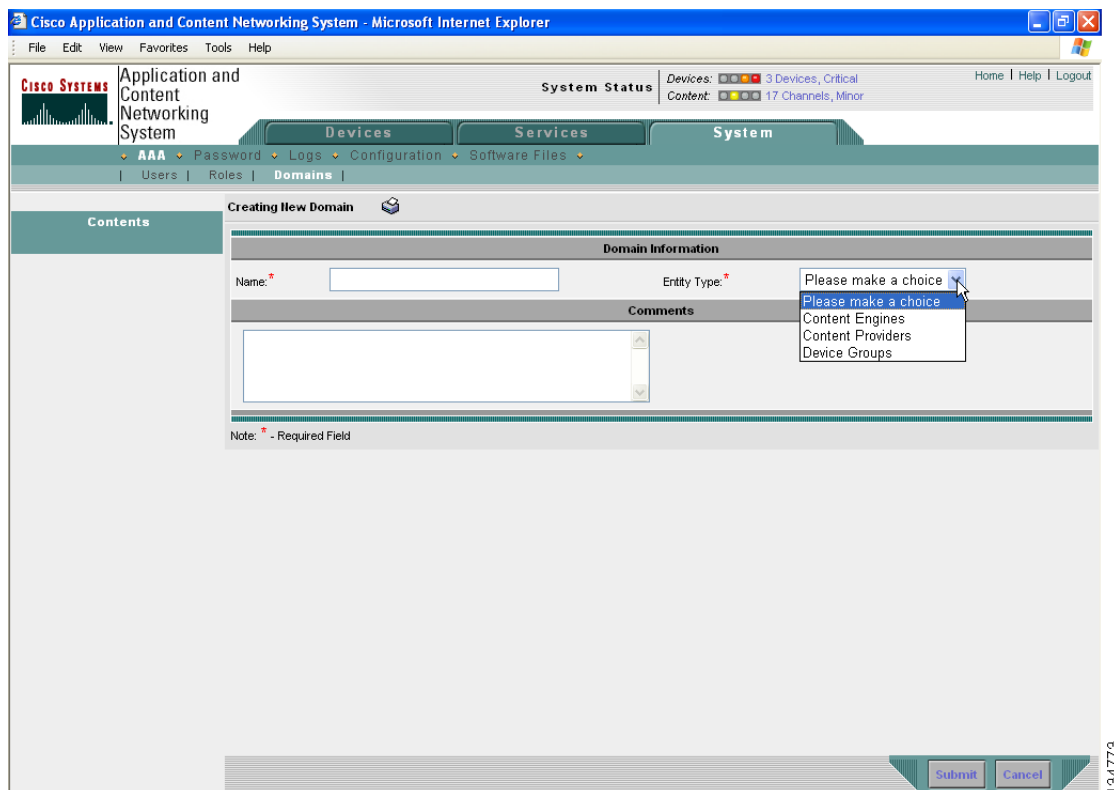 Cisco Application and Content Networking System - Microsoft Internet Explorer
File Edit View Favorites Tools Help
CISCO SYSTEMS
Application and
Content
Networking
System
System Status
Devices: 3 Devices, Critical
Content: 17 Channels, Minor
Home | Help | Logout
Devices Services System
AAA Password Logs Configuration Software Files
| Users | Roles | Domains |
Contents
Creating New Domain
Domain Information
Name:*
Entity Type:*
Please make a choice
Please make a choice
Content Engines
Content Providers
Device Groups
Comments
Note: * - Required Field
Submit Cancel